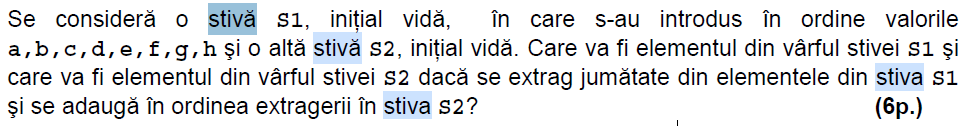 Se consideră o stivă S1, inițial vidă, în care s-au introdus în ordine valorile
a,b,c,d,e,f,g,h și o altă stivă S2, inițial vidă. Care va fi elementul din vârful stivei S1 și
care va fi elementul din vârful stivei S2 dacă se extrag jumătate din elementele din stiva S1
și se adaugă în ordinea extragerii în stiva S2? (6p.)